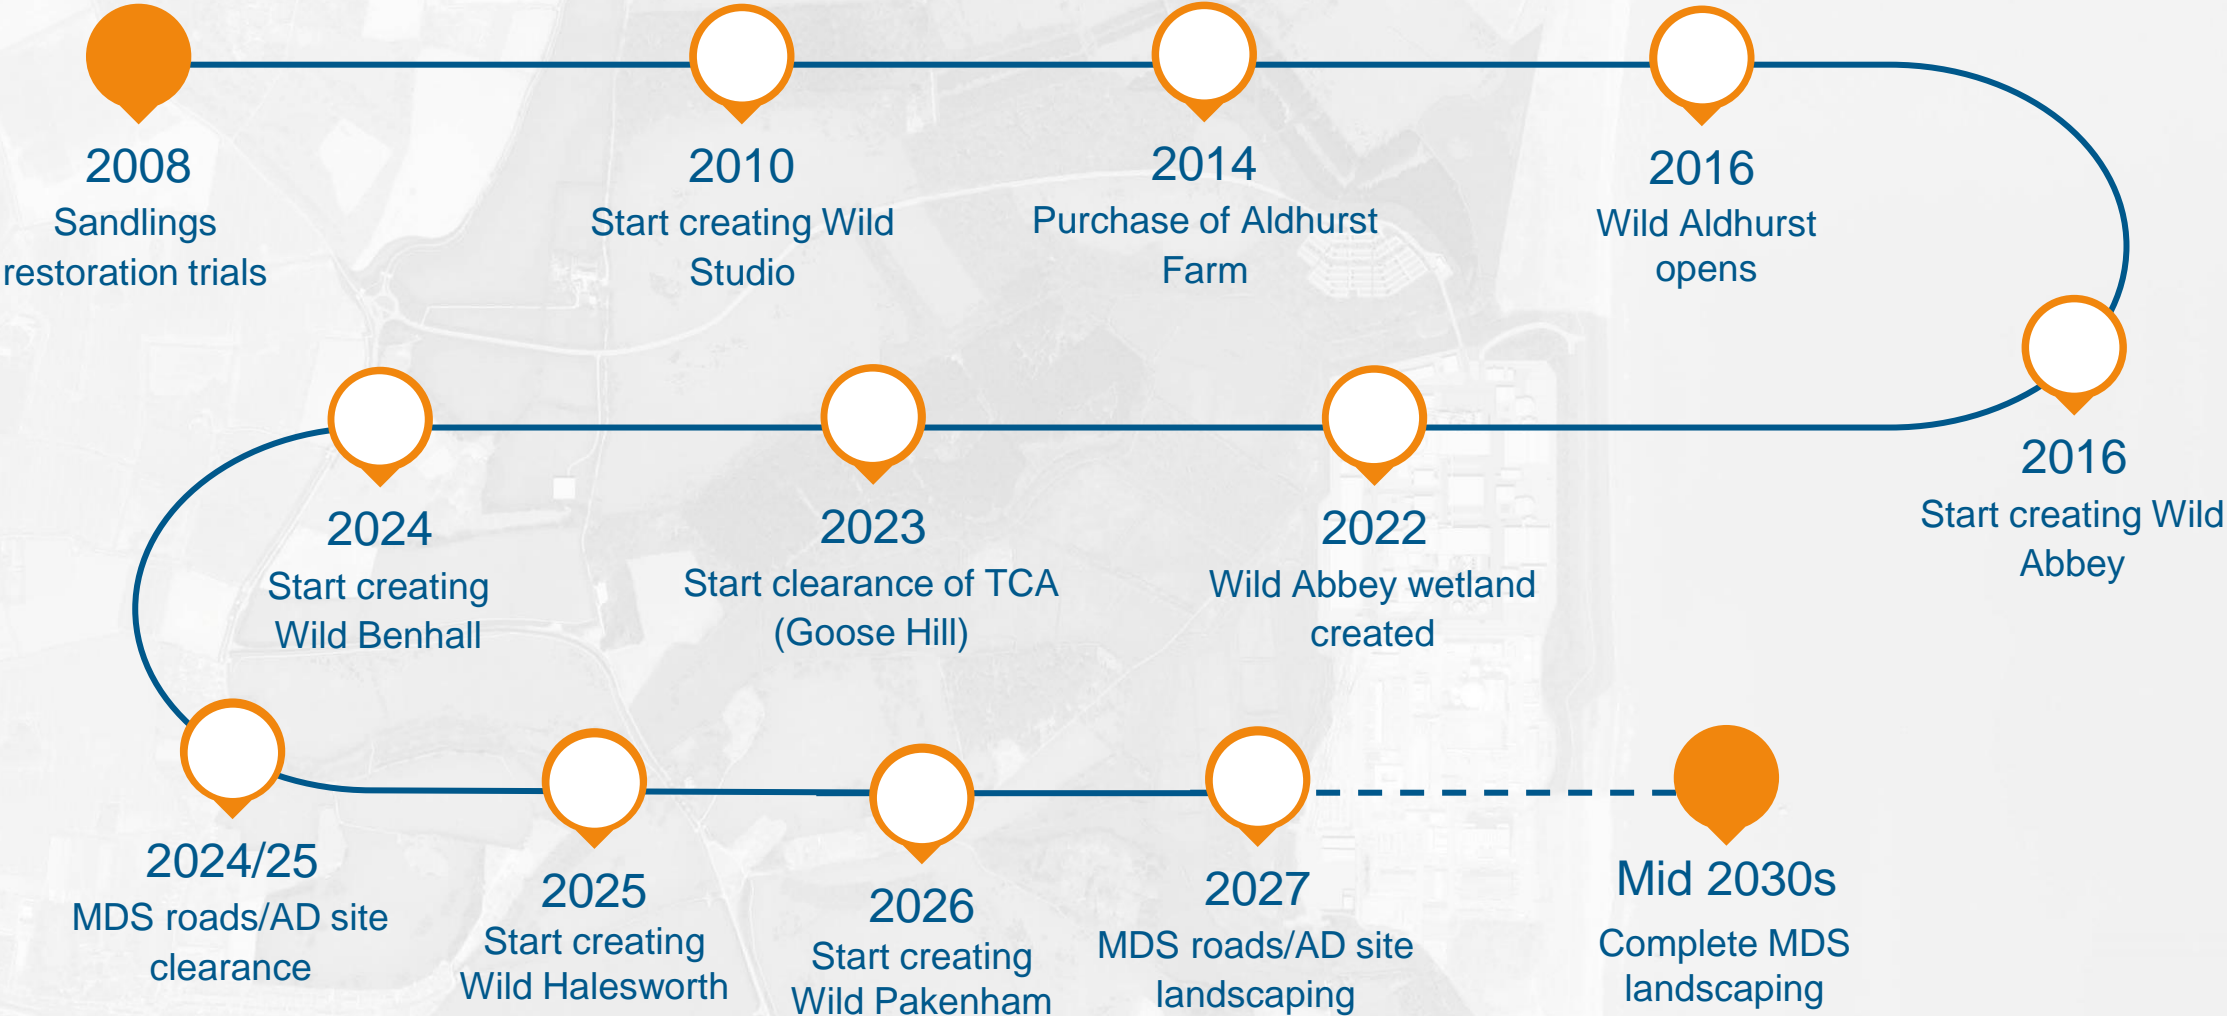 2008
Sandlings
restoration trials
2010
Start creating Wild
Studio
2014
Purchase of Aldhurst
Farm
2016
Wild Aldhurst
opens
2016
Start creating Wild
Abbey
2022
Wild Abbey wetland
created
2023
Start clearance of TCA
(Goose Hill)
2024
Start creating
Wild Benhall
2024/25
MDS roads/AD site
clearance
2025
Start creating
Wild Halesworth
2026
Start creating
Wild Pakenham
2027
MDS roads/AD site
landscaping
Mid 2030s
Complete MDS
landscaping